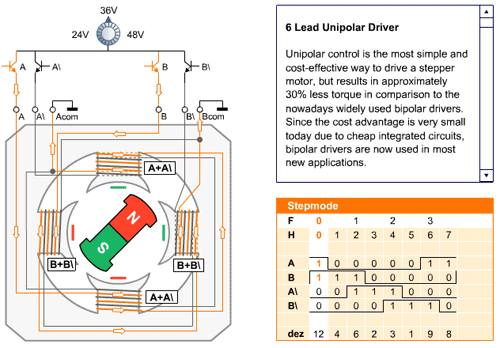 36V
24V 48V
A A\ B B\
A A\ Acom B B\ Bcom
A+A\
N
S
B+B\ B+B\
A+A\
6 Lead Unipolar Driver
Unipolar control is the most simple and
cost-effective way to drive a stepper
motor, but results in approximately
30% less torque in comparison to the
nowadays widely used bipolar drivers.
Since the cost advantage is very small
today due to cheap integrated circuits,
bipolar drivers are now used in most
new applications.
Stepmode
F 0 1 2 3
H 0 1 2 3 4 5 6 7
A 1 0 0 0 0 0 1 1
B 1 1 1 0 0 0 0 0
A\ 0 0 1 1 1 0 0 0
B\ 0 0 0 0 1 1 1 0
dez 12 4 6 2 3 1 9 8